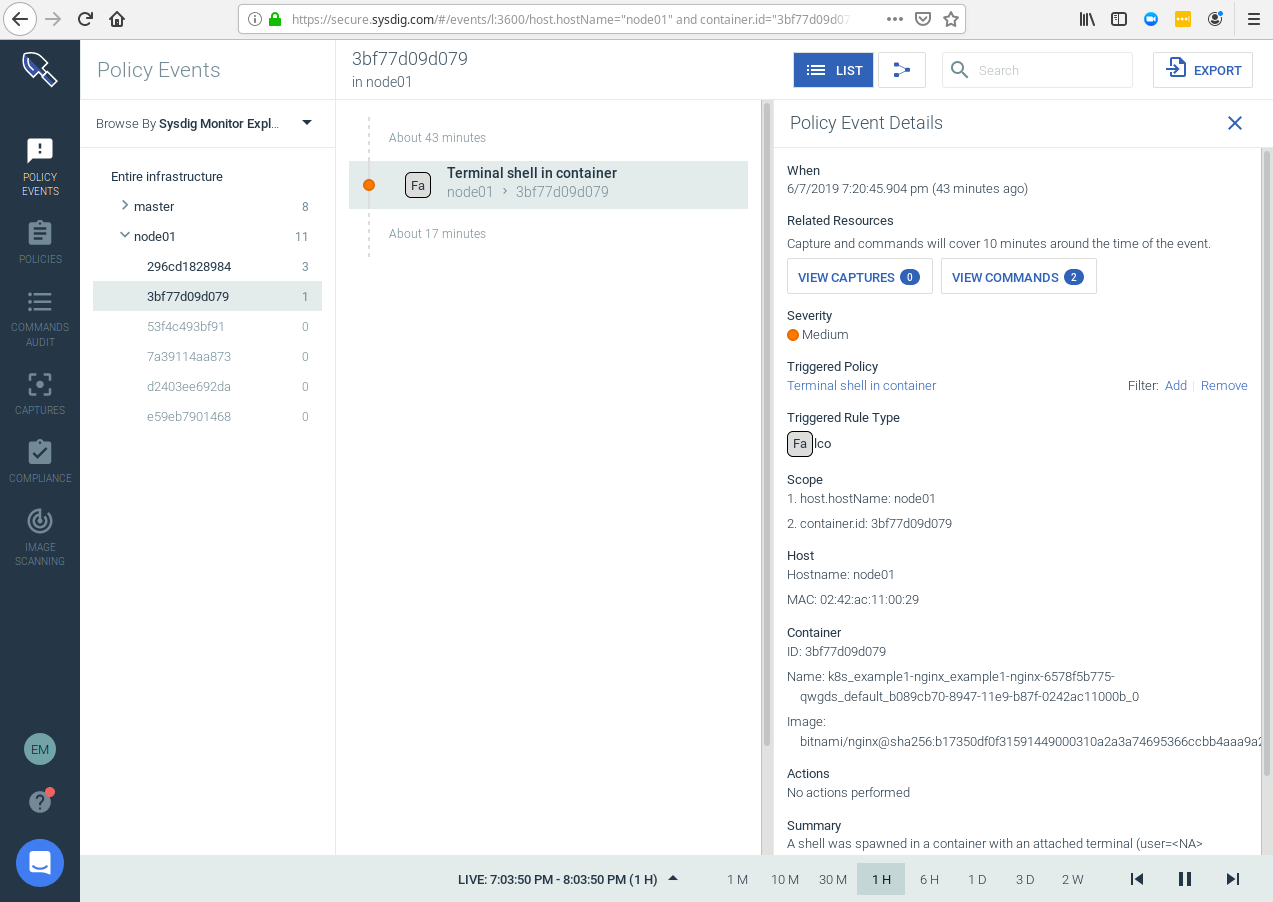 https://secure.sysdig.com/#/events/l:3600/host.hostName="node01" and container.id="3bf77d09d07
POLICY
EVENTS
POLICIES
COMMANDS
AUDIT
CAPTURES
COMPLIANCE
IMAGE
SCANNING
EM
Policy Events
Browse By Sysdig Monitor Expl...
Entire infrastructure
master 8
node01 11
296cd1828984 3
3bf77d09d079 1
53f4c493bf91 0
7a39114aa873 0
d2403ee692da 0
e59eb7901468 0
3bf77d09d079
in node01
LIST
Search
EXPORT
About 43 minutes
Fa
Terminal shell in container
node01 › 3bf77d09d079
About 17 minutes
Policy Event Details
When
6/7/2019 7:20:45.904 pm (43 minutes ago)
Related Resources
Capture and commands will cover 10 minutes around the time of the event.
VIEW CAPTURES 0 VIEW COMMANDS 2
Severity
Medium
Triggered Policy
Terminal shell in container Filter: Add | Remove
Triggered Rule Type
Fa lco
Scope
1. host.hostName: node01
2. container.id: 3bf77d09d079
Host
Hostname: node01
MAC: 02:42:ac:11:00:29
Container
ID: 3bf77d09d079
Name: k8s_example1-nginx_example1-nginx-6578f5b775-
qwgds_default_b089cb70-8947-11e9-b87f-0242ac11000b_0
Image:
bitnami/nginx@sha256:b17350df0f31591449000310a2a3a74695366ccbb4aaa9a2
Actions
No actions performed
Summary
A shell was spawned in a container with an attached terminal (user=<NA>
LIVE: 7:03:50 PM - 8:03:50 PM (1 H) 1 M 10 M 30 M 1 H 6 H 1 D 3 D 2 W